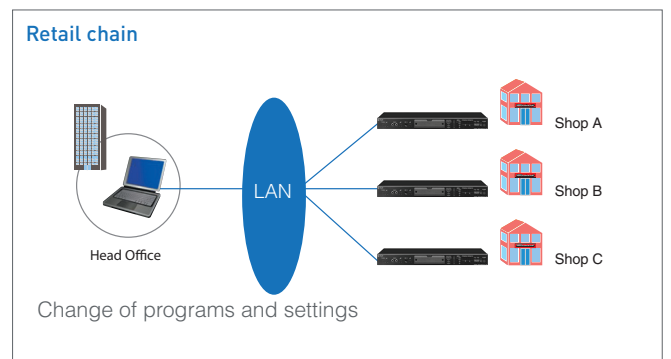 Retail chain
Shop A
LAN
Shop B
Head Office
Shop C
Change of programs and settings